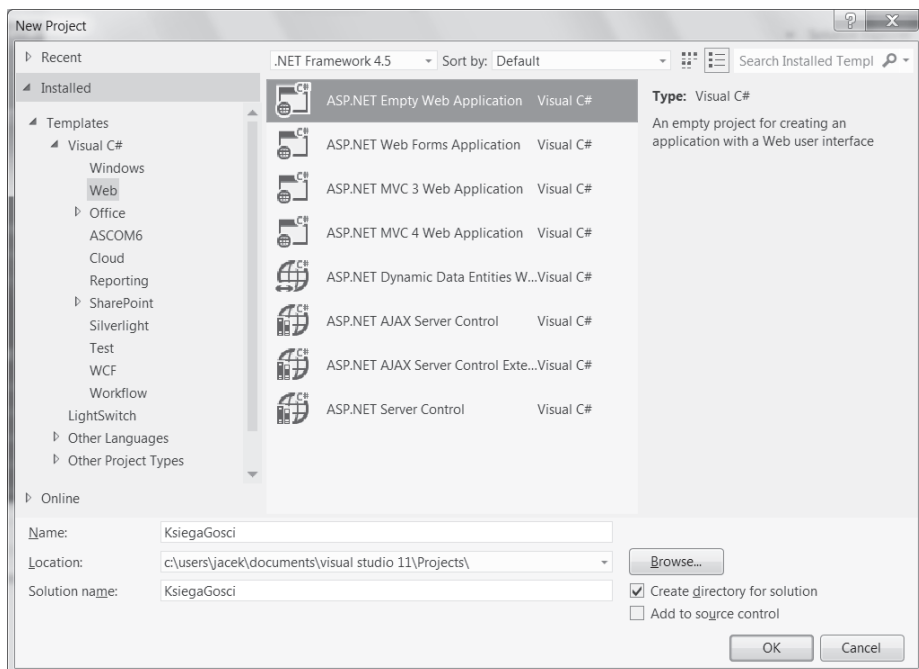 New Project
Recent
Installed
Templates
Visual C#
Windows
Web
Office
ASCOM6
Cloud
Reporting
SharePoint
Silverlight
Test
WCF
Workflow
LightSwitch
Other Languages
Other Project Types
Online
.NET Framework 4.5 Sort by: Default Search Installed Templ
ASP.NET Empty Web Application Visual C#
ASP.NET Web Forms Application Visual C#
ASP.NET MVC 3 Web Application Visual C#
ASP.NET MVC 4 Web Application Visual C#
ASP.NET Dynamic Data Entities W...Visual C#
ASP.NET AJAX Server Control Visual C#
ASP.NET AJAX Server Control Exte...Visual C#
ASP.NET Server Control Visual C#
Type: Visual C#
An empty project for creating an
application with a Web user interface
Name: KsiegaGosci
Location: c:\users\jacek\documents\visual studio 11\Projects\ Browse...
Solution name: KsiegaGosci
Create directory for solution
Add to source control
OK Cancel